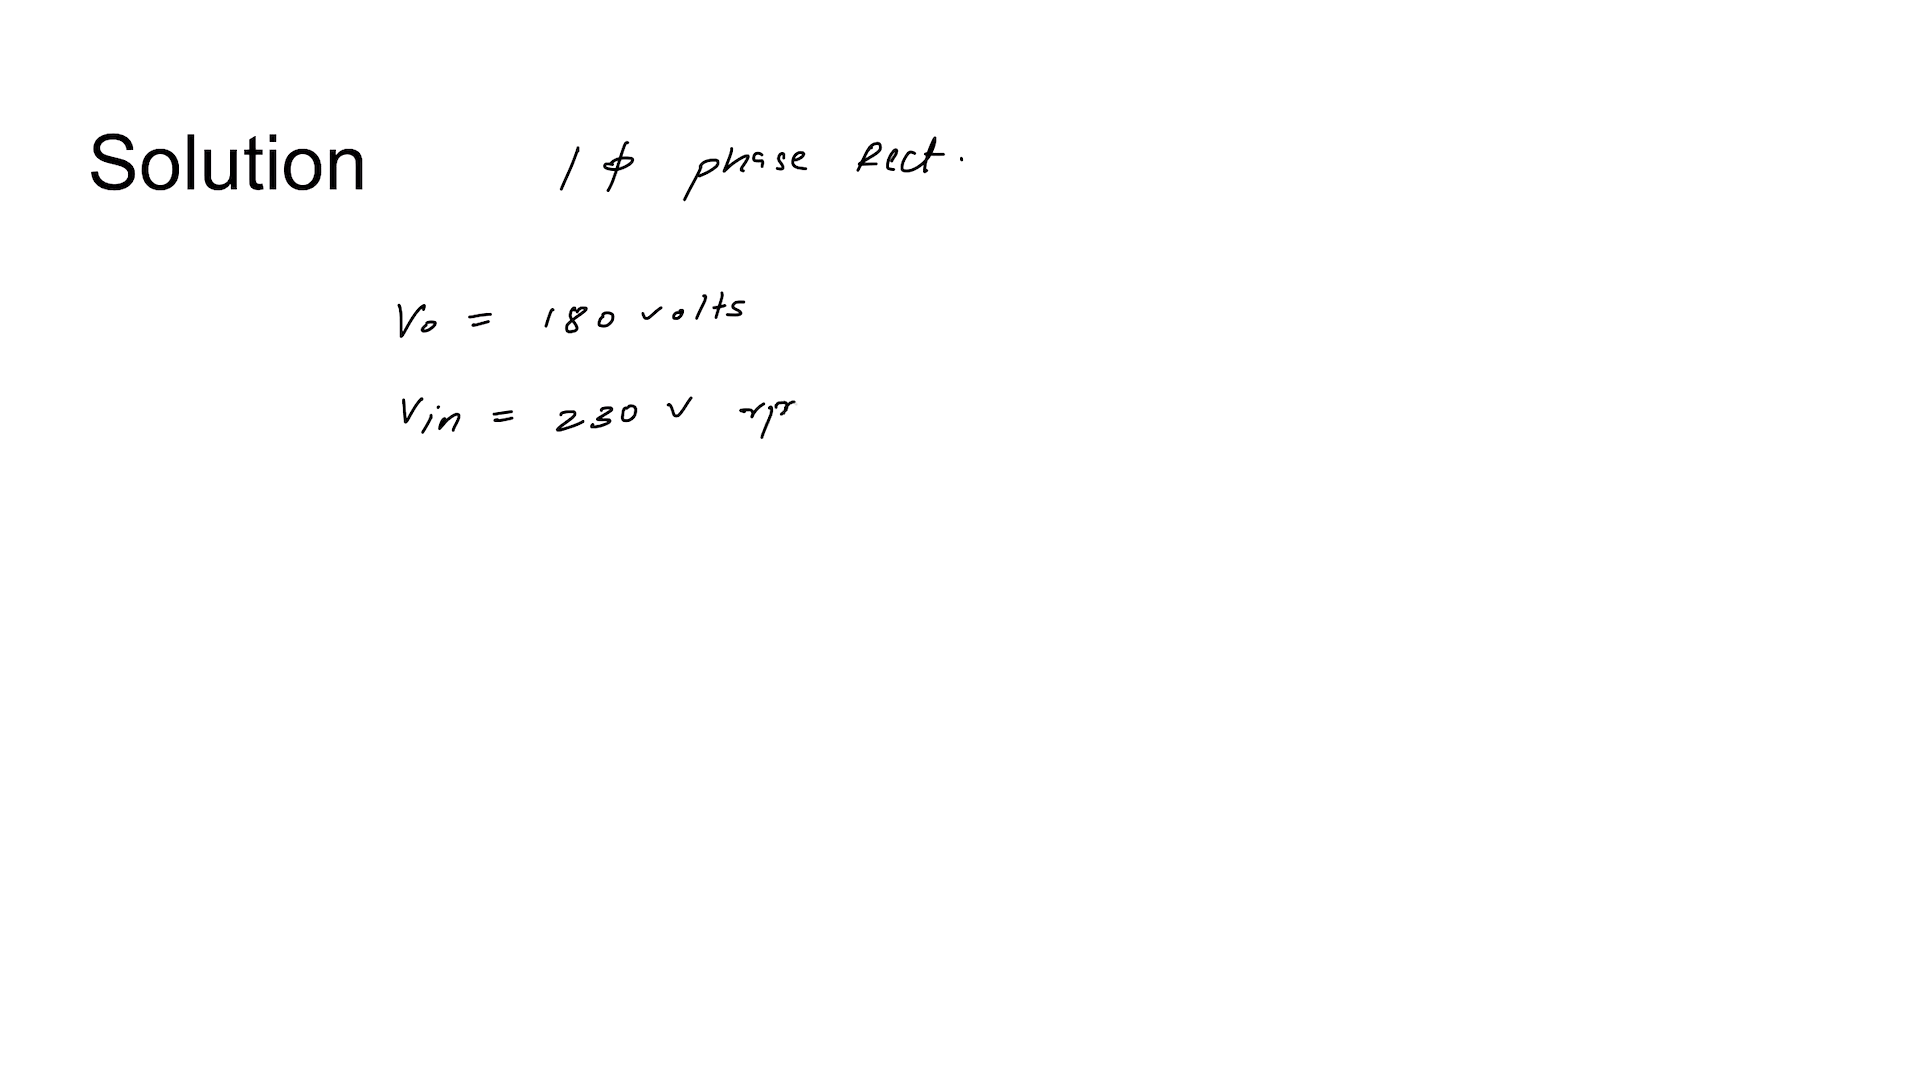 Solution 1 ϕ phase Rect.
Vo = 180 volts
Vin = 230 V